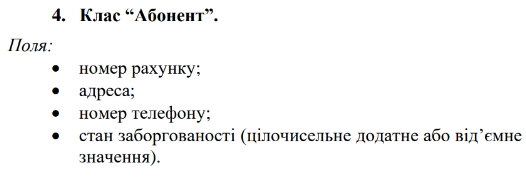 4. Клас “Абонент”.
Поля:
• номер рахунку;
• адреса;
• номер телефону;
• стан заборгованості (цілочисельне додатне або від’ємне
значення).